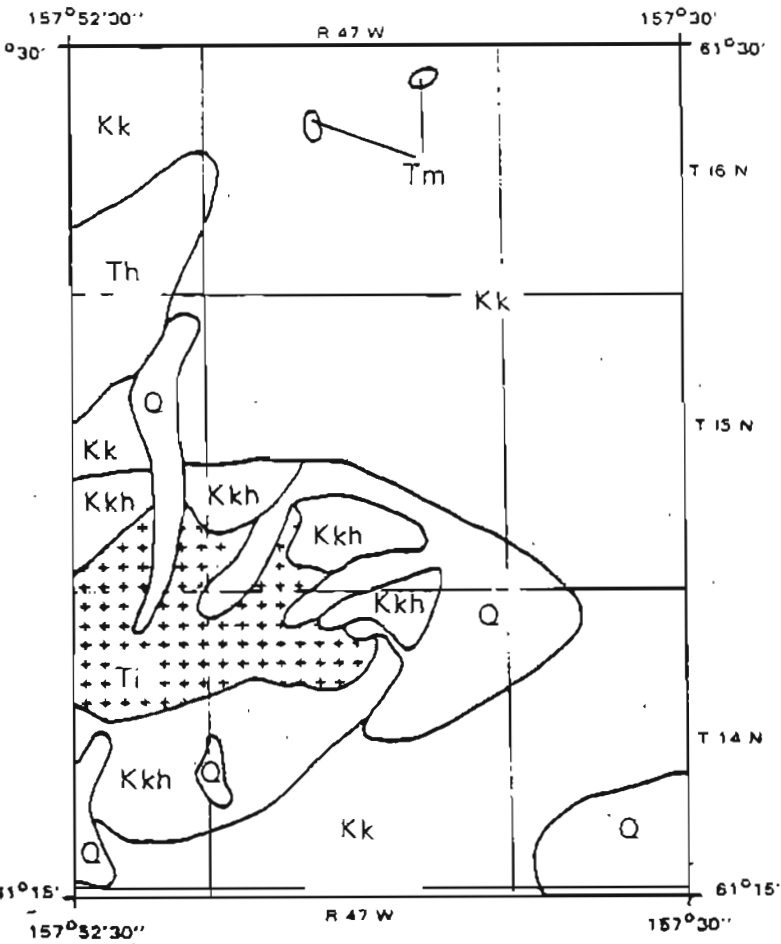 157°52'30'' 157°30'
R 47 W
°30' 61°30'
Kk
Tm
T 16 N
Th
Kk
Q
T 15 N
Kk
Kkh Kkh
Kkh
Kkh
Q
Ti
T 14 N
Kkh Q
Kk Q
Q
1°15' 61°15'
R 47 W
157°52'30'' 157°30'